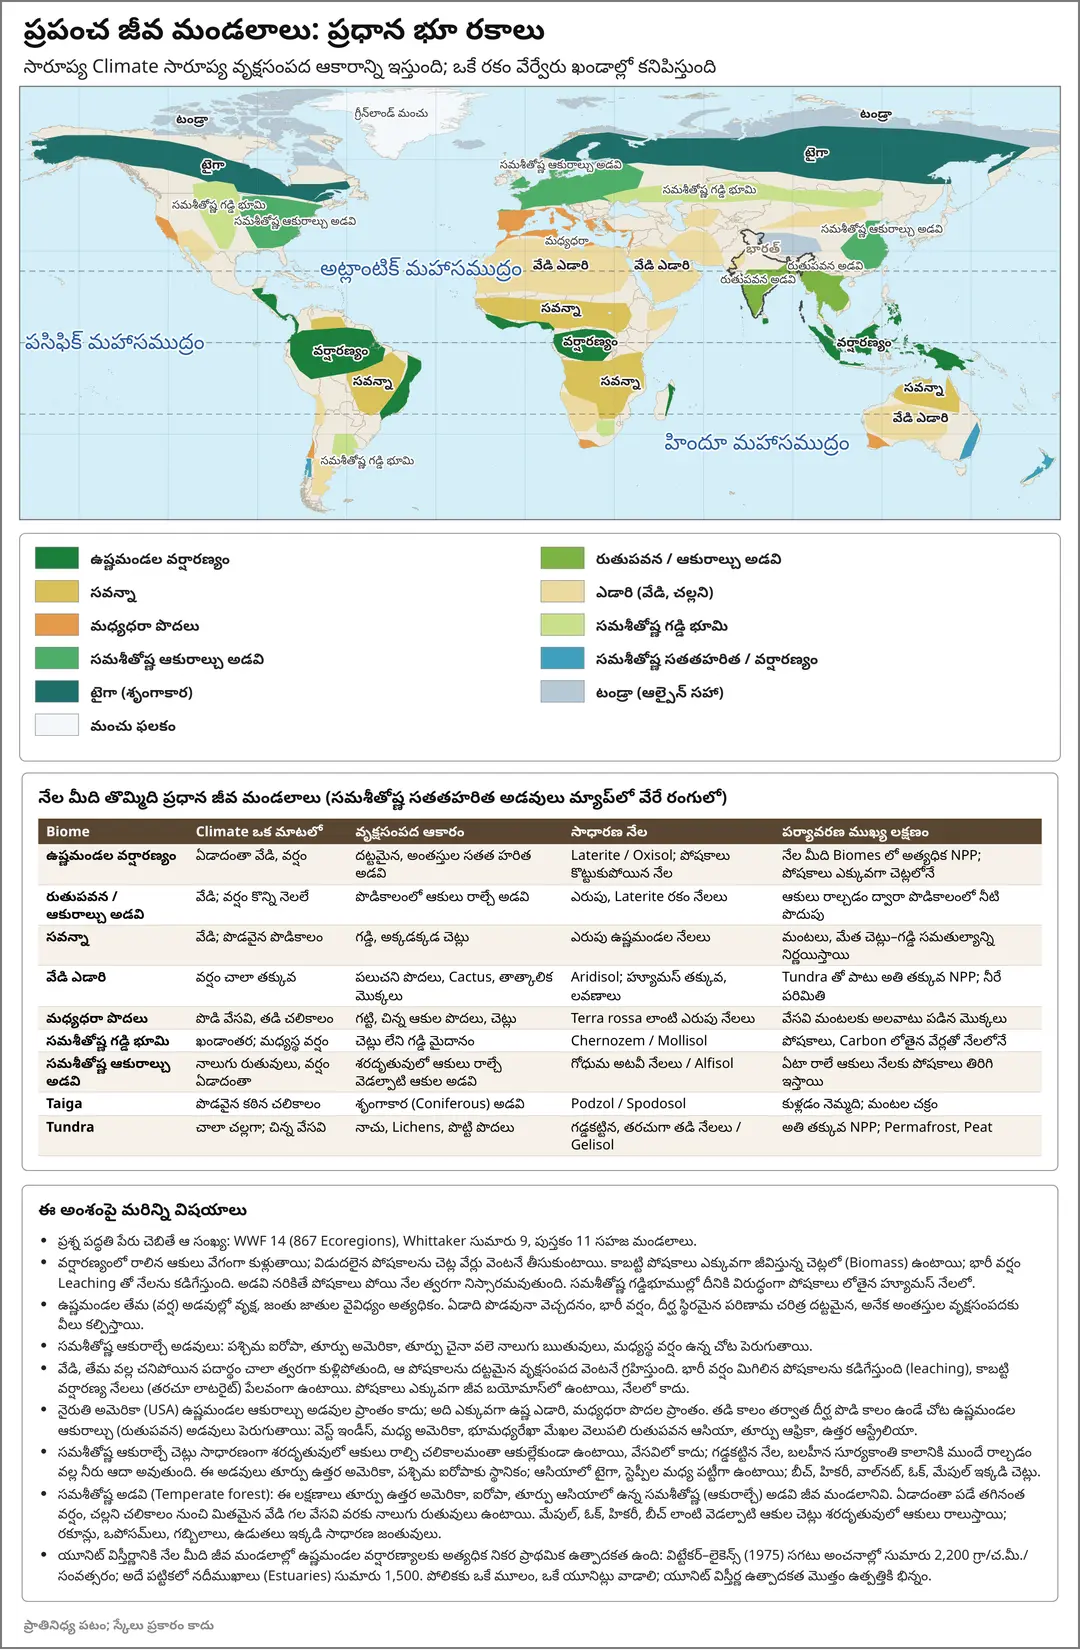 ప్రపంచ జీవ మండలాలు: ప్రధాన భూ రకాలు
సారూప్య Climate సారూప్య వృక్షసంపద ఆకారాన్ని ఇస్తుంది; ఒకే రకం వేర్వేరు ఖండాల్లో కనిపిస్తుంది
టండ్రా
గ్రీన్‌లాండ్ మంచు
టండ్రా
టైగా
సమశీతోష్ణ ఆకురాల్చు అడవి
టైగా
సమశీతోష్ణ గడ్డి భూమి
సమశీతోష్ణ గడ్డి భూమి
సమశీతోష్ణ ఆకురాల్చు అడవి
సమశీతోష్ణ ఆకురాల్చు అడవి
మధ్యధరా
భారత్
అట్లాంటిక్ మహాసముద్రం
వేడి ఎడారి
వేడి ఎడారి
రుతుపవన అడవి
రుతుపవన అడవి
సవన్నా
పసిఫిక్ మహాసముద్రం
వర్షారణ్యం
వర్షారణ్యం
వర్షారణ్యం
సవన్నా
సవన్నా
సవన్నా
వేడి ఎడారి
హిందూ మహాసముద్రం
సమశీతోష్ణ గడ్డి భూమి
ఉష్ణమండల వర్షారణ్యం
రుతుపవన / ఆకురాల్చు అడవి
సవన్నా
ఎడారి (వేడి, చల్లని)
మధ్యధరా పొదలు
సమశీతోష్ణ గడ్డి భూమి
సమశీతోష్ణ ఆకురాల్చు అడవి
సమశీతోష్ణ సతతహరిత / వర్షారణ్యం
టైగా (శృంగాకార)
టండ్రా (ఆల్పైన్ సహా)
మంచు ఫలకం
నేల మీది తొమ్మిది ప్రధాన జీవ మండలాలు (సమశీతోష్ణ సతతహరిత అడవులు మ్యాప్‌లో వేరే రంగులో)
Biome Climate ఒక మాటలో వృక్షసంపద ఆకారం సాధారణ నేల పర్యావరణ ముఖ్య లక్షణం
ఉష్ణమండల వర్షారణ్యం ఏడాదంతా వేడి, వర్షం దట్టమైన, అంతస్తుల సతత హరిత Laterite / Oxisol; పోషకాలు నేల మీది Biomes లో అత్యధిక NPP;
అడవి కొట్టుకుపోయిన నేల పోషకాలు ఎక్కువగా చెట్లలోనే
రుతుపవన / వేడి; వర్షం కొన్ని నెలలే పొడికాలంలో ఆకులు రాల్చే అడవి ఎరుపు, Laterite రకం నేలలు ఆకులు రాల్చడం ద్వారా పొడికాలంలో నీటి
ఆకురాల్చు అడవి పొదుపు
సవన్నా వేడి; పొడవైన పొడికాలం గడ్డి, అక్కడక్కడ చెట్లు ఎరుపు ఉష్ణమండల నేలలు మంటలు, మేత చెట్లు–గడ్డి సమతుల్యాన్ని
నిర్ణయిస్తాయి
వేడి ఎడారి వర్షం చాలా తక్కువ పలుచని పొదలు, Cactus, తాత్కాలిక Aridisol; హ్యూమస్ తక్కువ, Tundra తో పాటు అతి తక్కువ NPP; నీరే
మొక్కలు లవణాలు పరిమితి
మధ్యధరా పొదలు పొడి వేసవి, తడి చలికాలం గట్టి, చిన్న ఆకుల పొదలు, చెట్లు Terra rossa లాంటి ఎరుపు నేలలు వేసవి మంటలకు అలవాటు పడిన మొక్కలు
సమశీతోష్ణ గడ్డి భూమి ఖండాంతర; మధ్యస్థ వర్షం చెట్లు లేని గడ్డి మైదానం Chernozem / Mollisol పోషకాలు, Carbon లోతైన వేర్లతో నేలలోనే
సమశీతోష్ణ ఆకురాల్చు నాలుగు రుతువులు, వర్షం శరదృతువులో ఆకులు రాల్చే గోధుమ అటవీ నేలలు / Alfisol ఏటా రాలే ఆకులు నేలకు పోషకాలు తిరిగి
అడవి ఏడాదంతా వెడల్పాటి ఆకుల అడవి ఇస్తాయి
Taiga పొడవైన కఠిన చలికాలం శృంగాకార (Coniferous) అడవి Podzol / Spodosol కుళ్లడం నెమ్మది; మంటల చక్రం
Tundra చాలా చల్లగా; చిన్న వేసవి నాచు, Lichens, పొట్టి పొదలు గడ్డకట్టిన, తరచుగా తడి నేలలు / అతి తక్కువ NPP; Permafrost, Peat
Gelisol
ఈ అంశంపై మరిన్ని విషయాలు
• ప్రశ్న పద్ధతి పేరు చెబితే ఆ సంఖ్య: WWF 14 (867 Ecoregions), Whittaker సుమారు 9, పుస్తకం 11 సహజ మండలాలు.
• వర్షారణ్యంలో రాలిన ఆకులు వేగంగా కుళ్లుతాయి; విడుదలైన పోషకాలను చెట్ల వేర్లు వెంటనే తీసుకుంటాయి. కాబట్టి పోషకాలు ఎక్కువగా జీవిస్తున్న చెట్లలో (Biomass) ఉంటాయి; భారీ వర్షం
Leaching తో నేలను కడిగేస్తుంది. అడవి నరికితే పోషకాలు పోయి నేల త్వరగా నిస్సారమవుతుంది. సమశీతోష్ణ గడ్డిభూముల్లో దీనికి విరుద్ధంగా పోషకాలు లోతైన హ్యూమస్ నేలలో.
• ఉష్ణమండల తేమ (వర్ష) అడవుల్లో వృక్ష, జంతు జాతుల వైవిధ్యం అత్యధికం. ఏడాది పొడవునా వెచ్చదనం, భారీ వర్షం, దీర్ఘ స్థిరమైన పరిణామ చరిత్ర దట్టమైన, అనేక అంతస్తుల వృక్షసంపదకు
వీలు కల్పిస్తాయి.
• సమశీతోష్ణ ఆకురాల్చే అడవులు: పశ్చిమ ఐరోపా, తూర్పు అమెరికా, తూర్పు చైనా వలె నాలుగు ఋతువులు, మధ్యస్థ వర్షం ఉన్న చోట పెరుగుతాయి.
• వేడి, తేమ వల్ల చనిపోయిన పదార్థం చాలా త్వరగా కుళ్లిపోతుంది, ఆ పోషకాలను దట్టమైన వృక్షసంపద వెంటనే గ్రహిస్తుంది. భారీ వర్షం మిగిలిన పోషకాలను కడిగేస్తుంది (leaching), కాబట్టి
వర్షారణ్య నేలలు (తరచూ లాటరైట్) పేలవంగా ఉంటాయి. పోషకాలు ఎక్కువగా జీవ బయోమాస్‌లో ఉంటాయి, నేలలో కాదు.
• నైరుతి అమెరికా (USA) ఉష్ణమండల ఆకురాల్చు అడవుల ప్రాంతం కాదు; అది ఎక్కువగా ఉష్ణ ఎడారి, మధ్యధరా పొదల ప్రాంతం. తడి కాలం తర్వాత దీర్ఘ పొడి కాలం ఉండే చోట ఉష్ణమండల
ఆకురాల్చు (రుతుపవన) అడవులు పెరుగుతాయి: వెస్ట్ ఇండీస్, మధ్య అమెరికా, భూమధ్యరేఖా మేఖల వెలుపలి రుతుపవన ఆసియా, తూర్పు ఆఫ్రికా, ఉత్తర ఆస్ట్రేలియా.
• సమశీతోష్ణ ఆకురాల్చే చెట్లు సాధారణంగా శరదృతువులో ఆకులు రాల్చి చలికాలమంతా ఆకుల్లేకుండా ఉంటాయి, వేసవిలో కాదు; గడ్డకట్టిన నేల, బలహీన సూర్యకాంతి కాలానికి ముందే రాల్చడం
వల్ల నీరు ఆదా అవుతుంది. ఈ అడవులు తూర్పు ఉత్తర అమెరికా, పశ్చిమ ఐరోపాకు స్థానికం; ఆసియాలో టైగా, స్టెప్పీల మధ్య పట్టీగా ఉంటాయి; బీచ్, హికరీ, వాల్‌నట్, ఓక్, మేపుల్ ఇక్కడి చెట్లు.
• సమశీతోష్ణ అడవి (Temperate forest): ఈ లక్షణాలు తూర్పు ఉత్తర అమెరికా, ఐరోపా, తూర్పు ఆసియాలో ఉన్న సమశీతోష్ణ (ఆకురాల్చే) అడవి జీవ మండలానివి. ఏడాదంతా పడే తగినంత
వర్షం, చల్లని చలికాలం నుంచి మితమైన వేడి గల వేసవి వరకు నాలుగు రుతువులు ఉంటాయి. మేపుల్, ఓక్, హికరీ, బీచ్ లాంటి వెడల్పాటి ఆకుల చెట్లు శరదృతువులో ఆకులు రాలుస్తాయి;
రకూన్లు, ఒపోసమ్‌లు, గబ్బిలాలు, ఉడుతలు ఇక్కడి సాధారణ జంతువులు.
• యూనిట్ విస్తీర్ణానికి నేల మీది జీవ మండలాల్లో ఉష్ణమండల వర్షారణ్యాలకు అత్యధిక నికర ప్రాథమిక ఉత్పాదకత ఉంది: విట్టేకర్–లైకెన్స్ (1975) సగటు అంచనాల్లో సుమారు 2,200 గ్రా/చ.మీ./
సంవత్సరం; అదే పట్టికలో నదీముఖాలు (Estuaries) సుమారు 1,500. పోలికకు ఒకే మూలం, ఒకే యూనిట్లు వాడాలి; యూనిట్ విస్తీర్ణ ఉత్పాదకత మొత్తం ఉత్పత్తికి భిన్నం.
ప్రాతినిధ్య పటం; స్కేలు ప్రకారం కాదు